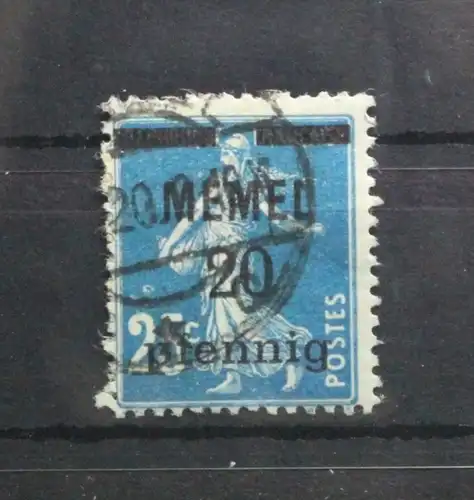 MEMEL
20
pfennig
25c
POSTES